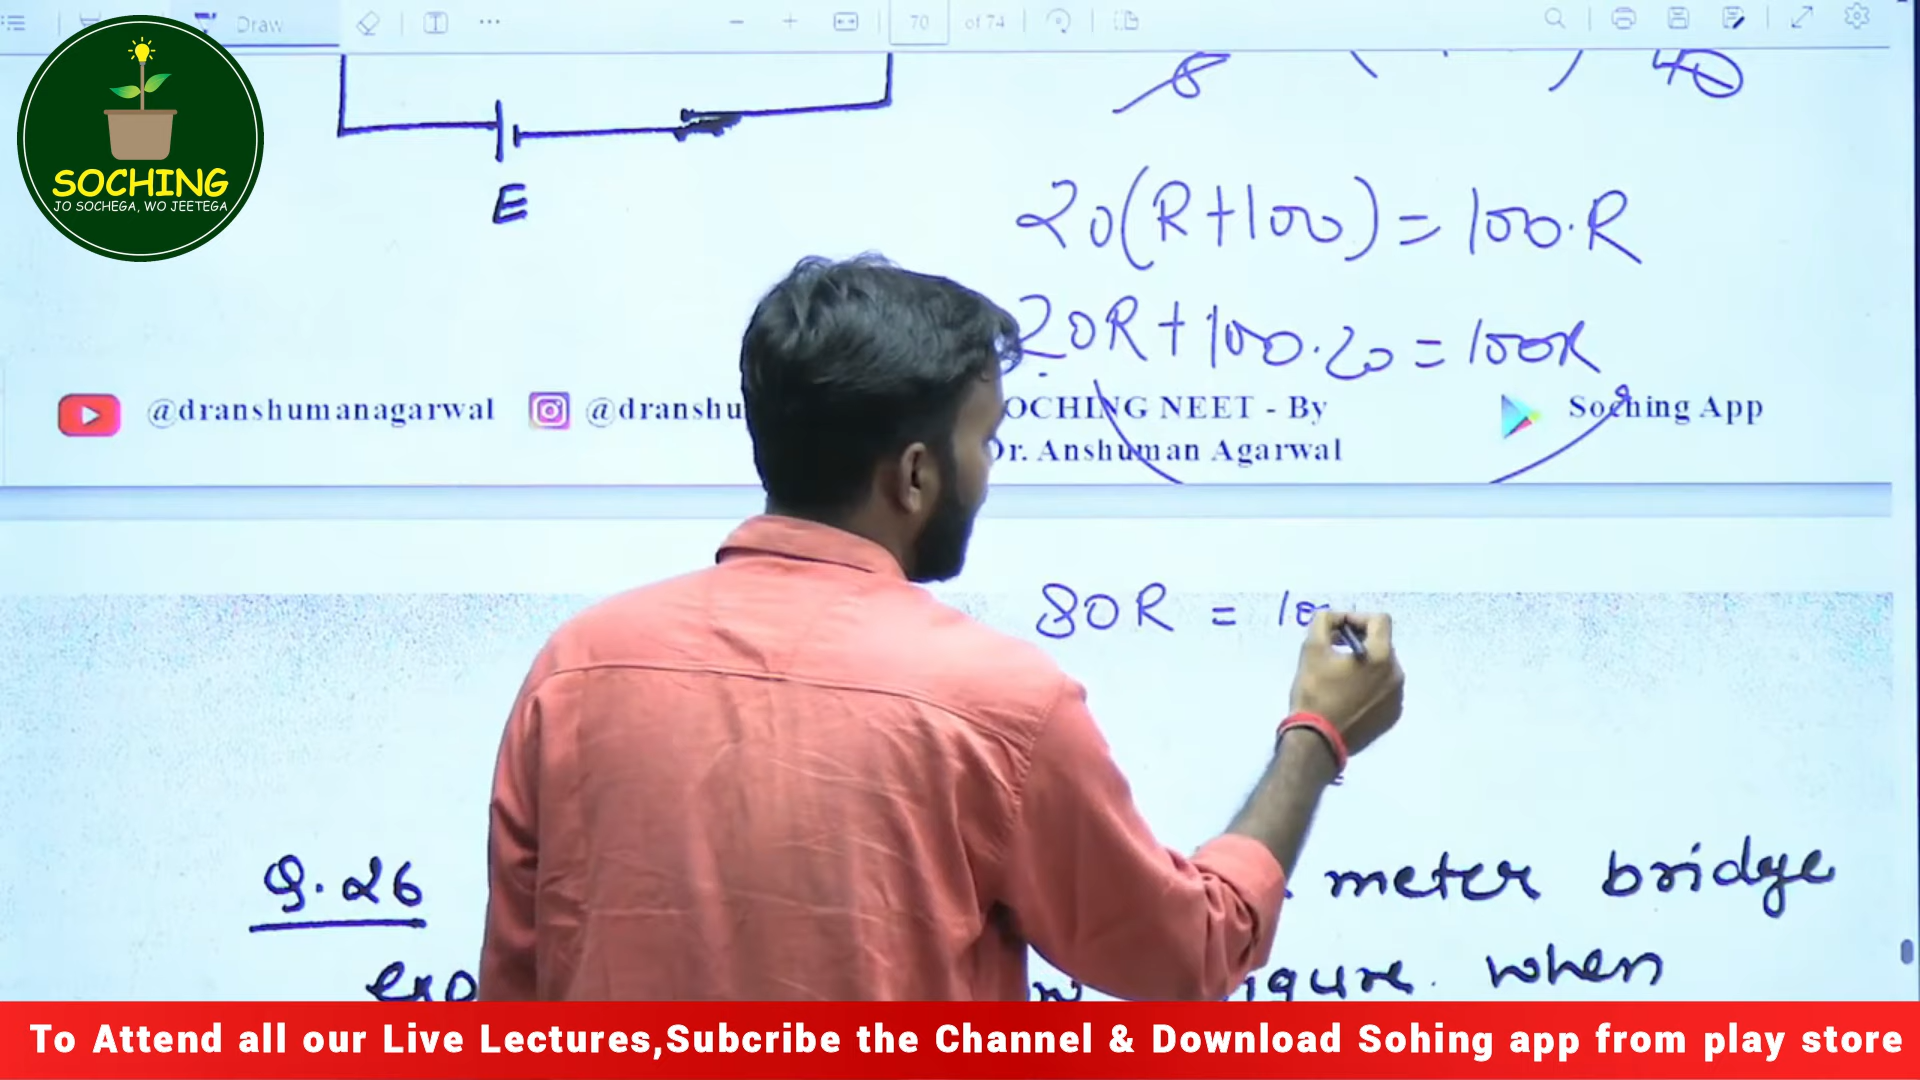 Draw
70 of 74
SOCHING
JO SOCHEGA, WO JEETEGA
E
20(R+100)=100.R
20R+100.20=100R
@dranshumanagarwal
@dranshu
OCHING NEET - By
Dr. Anshuman Agarwal
Soching App
80R = 10
Q.26
meter bridge
exp
igure. when
To Attend all our Live Lectures,Subcribe the Channel & Download Sohing app from play store